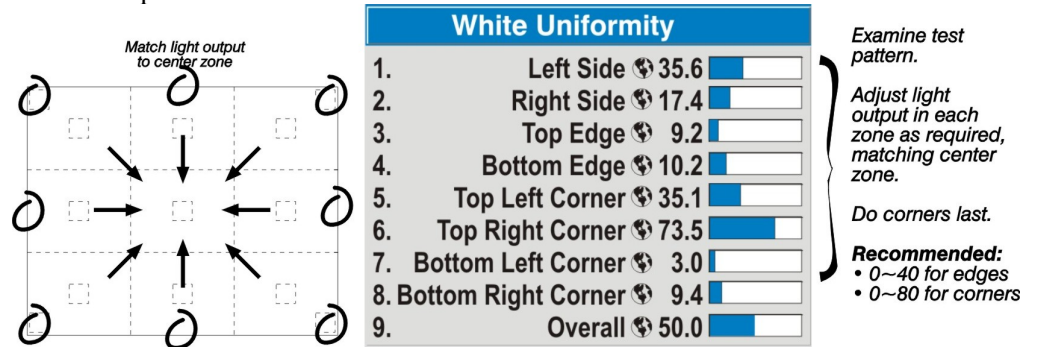 Match light output
to center zone
White Uniformity
1. Left Side 35.6
2. Right Side 17.4
3. Top Edge 9.2
4. Bottom Edge 10.2
5. Top Left Corner 35.1
6. Top Right Corner 73.5
7. Bottom Left Corner 3.0
8. Bottom Right Corner 9.4
9. Overall 50.0
Examine test
pattern.
Adjust light
output in each
zone as required,
matching center
zone.
Do corners last.
Recommended:
• 0~40 for edges
• 0~80 for corners